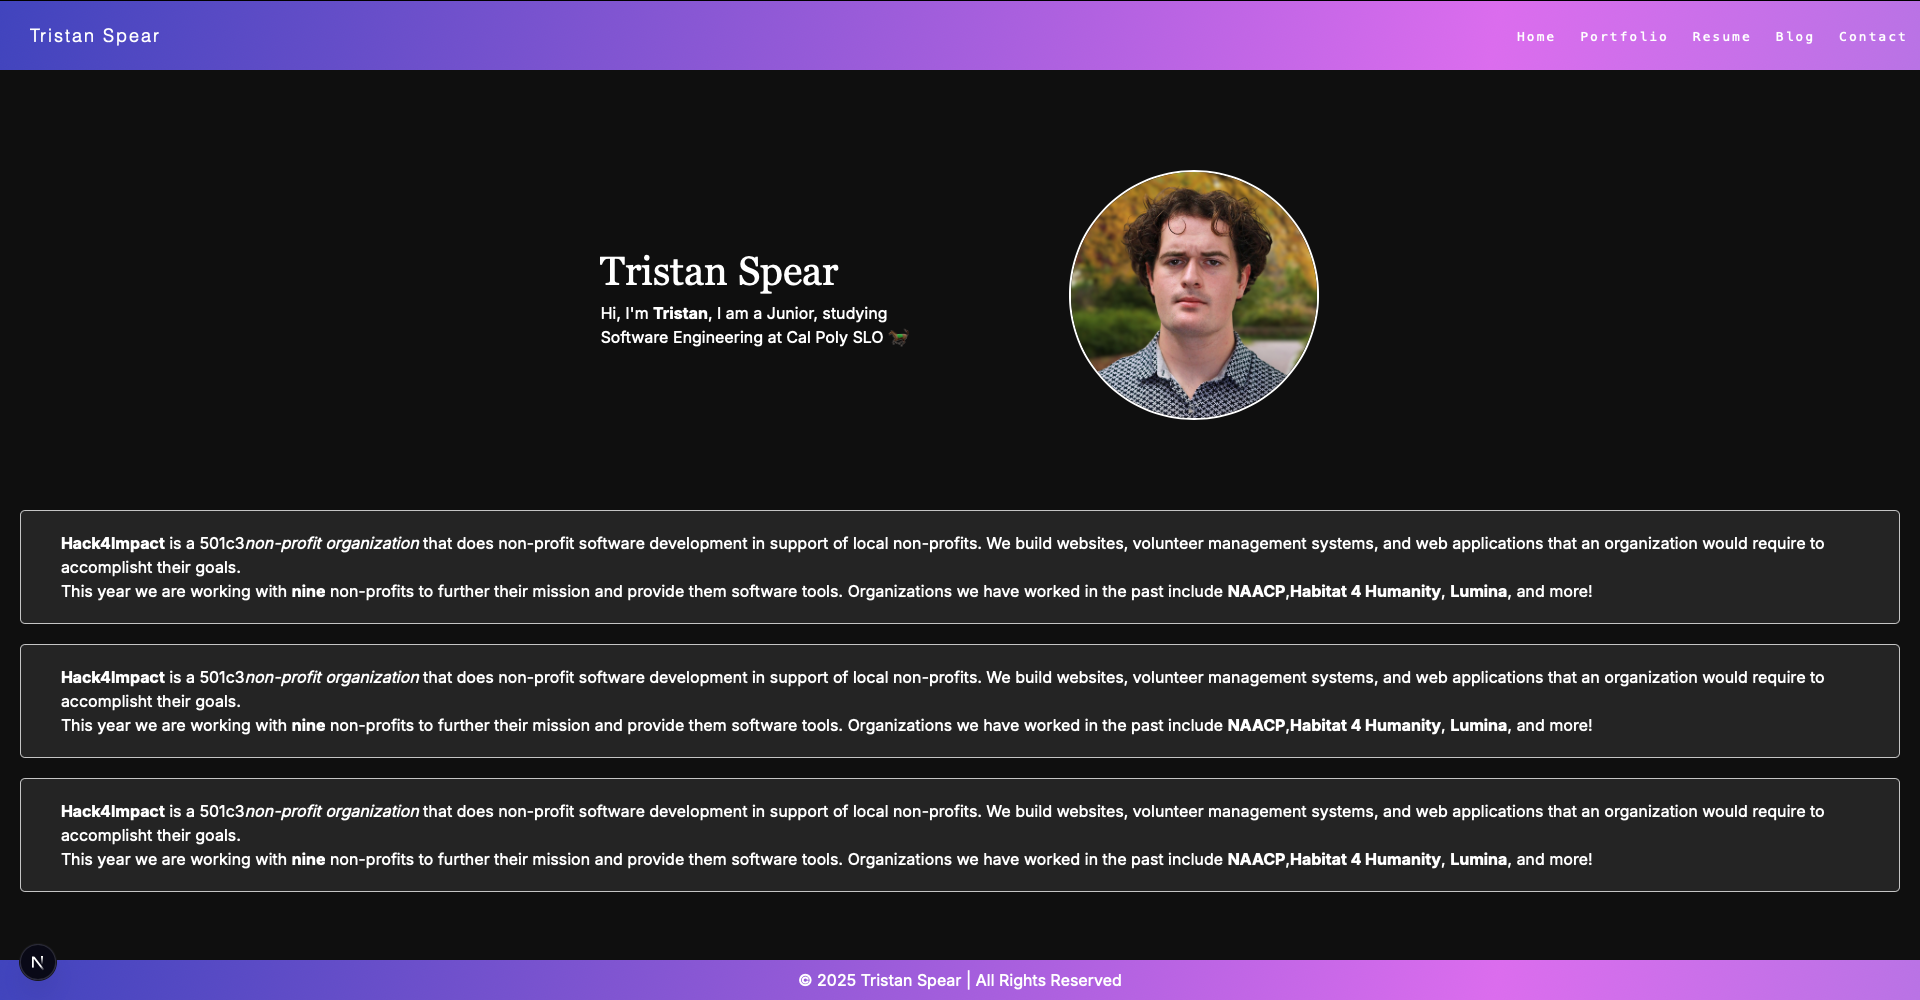 Tristan Spear
Home Portfolio Resume Blog Contact
Tristan Spear
Hi, I'm Tristan, I am a Junior, studying
Software Engineering at Cal Poly SLO 🐎
Hack4Impact is a 501c3non-profit organization that does non-profit software development in support of local non-profits. We build websites, volunteer management systems, and web applications that an organization would require to
accomplisht their goals.
This year we are working with nine non-profits to further their mission and provide them software tools. Organizations we have worked in the past include NAACP,Habitat 4 Humanity, Lumina, and more!
Hack4Impact is a 501c3non-profit organization that does non-profit software development in support of local non-profits. We build websites, volunteer management systems, and web applications that an organization would require to
accomplisht their goals.
This year we are working with nine non-profits to further their mission and provide them software tools. Organizations we have worked in the past include NAACP,Habitat 4 Humanity, Lumina, and more!
Hack4Impact is a 501c3non-profit organization that does non-profit software development in support of local non-profits. We build websites, volunteer management systems, and web applications that an organization would require to
accomplisht their goals.
This year we are working with nine non-profits to further their mission and provide them software tools. Organizations we have worked in the past include NAACP,Habitat 4 Humanity, Lumina, and more!
N
© 2025 Tristan Spear | All Rights Reserved